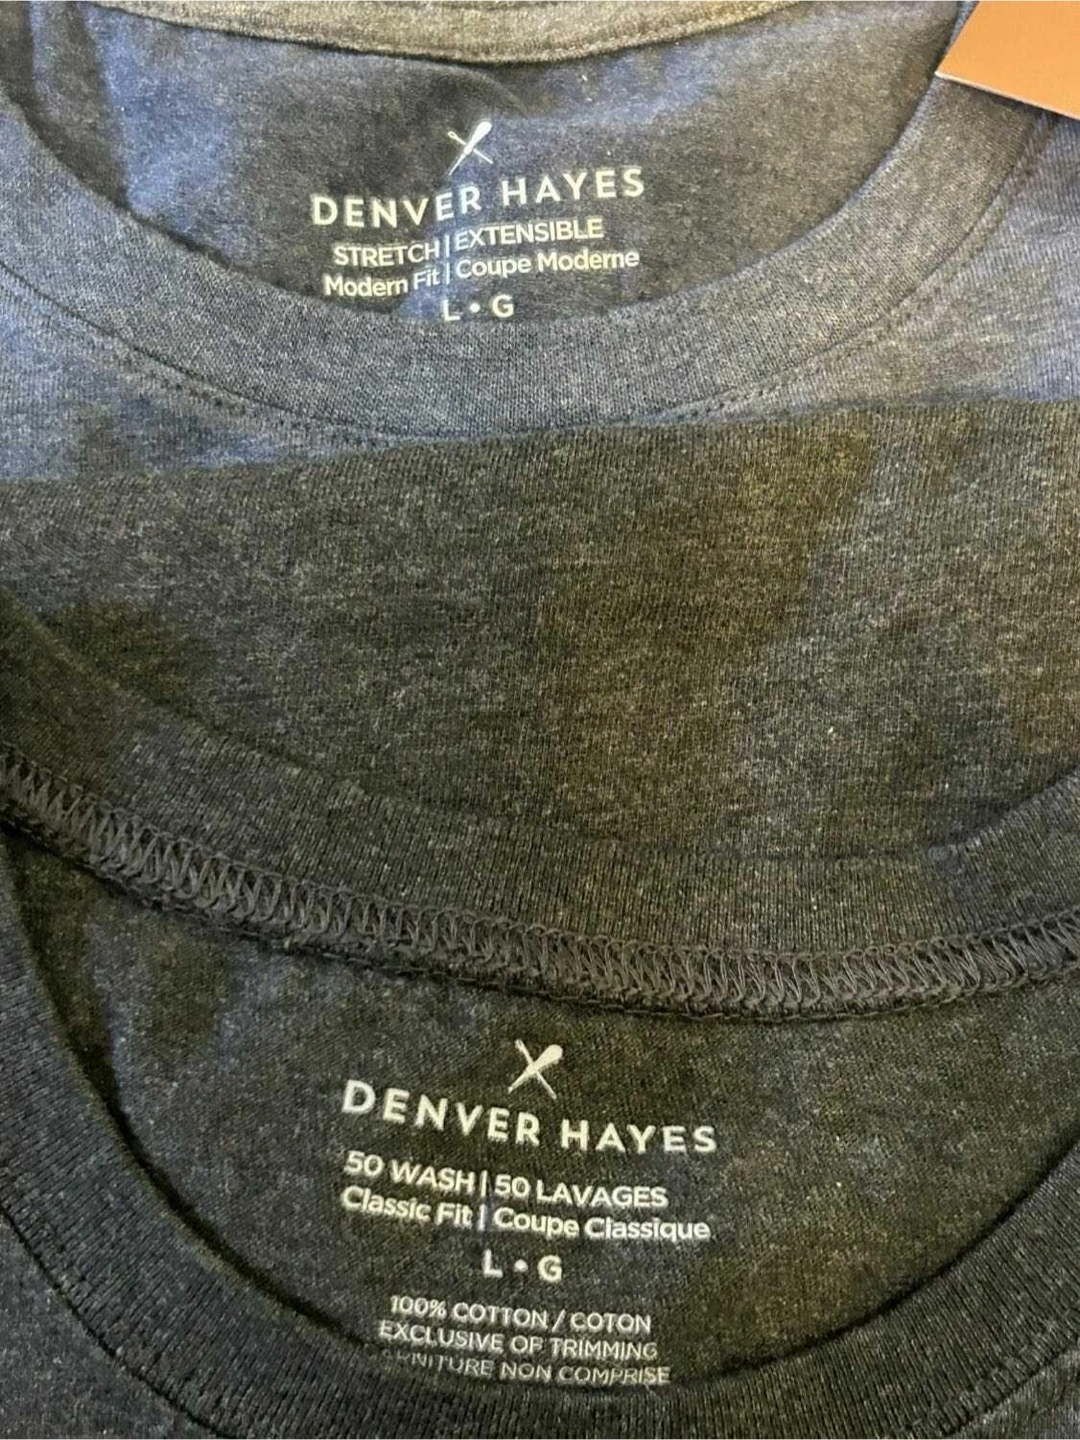 DENVER HAYES
STRETCH | EXTENSIBLE
Modern Fit | Coupe Moderne
L • G
DENVER HAYES
50 WASH | 50 LAVAGES
Classic Fit | Coupe Classique
L • G
100% COTTON / COTON
EXCLUSIVE OF TRIMMING
NON COMPRISE